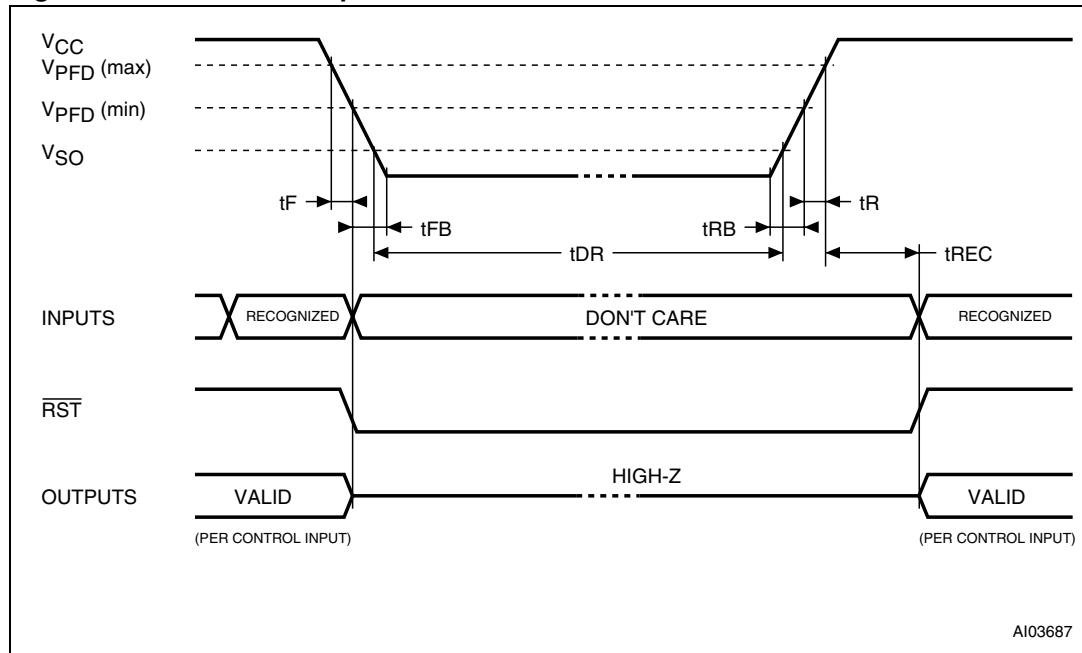 VCC
VPFD (max)
VPFD (min)
VSO
tF
tR
tFB
tRB
tDR
tREC
INPUTS
RECOGNIZED
DON'T CARE
RECOGNIZED
RST
HIGH-Z
OUTPUTS
VALID
VALID
(PER CONTROL INPUT)
(PER CONTROL INPUT)
AI03687